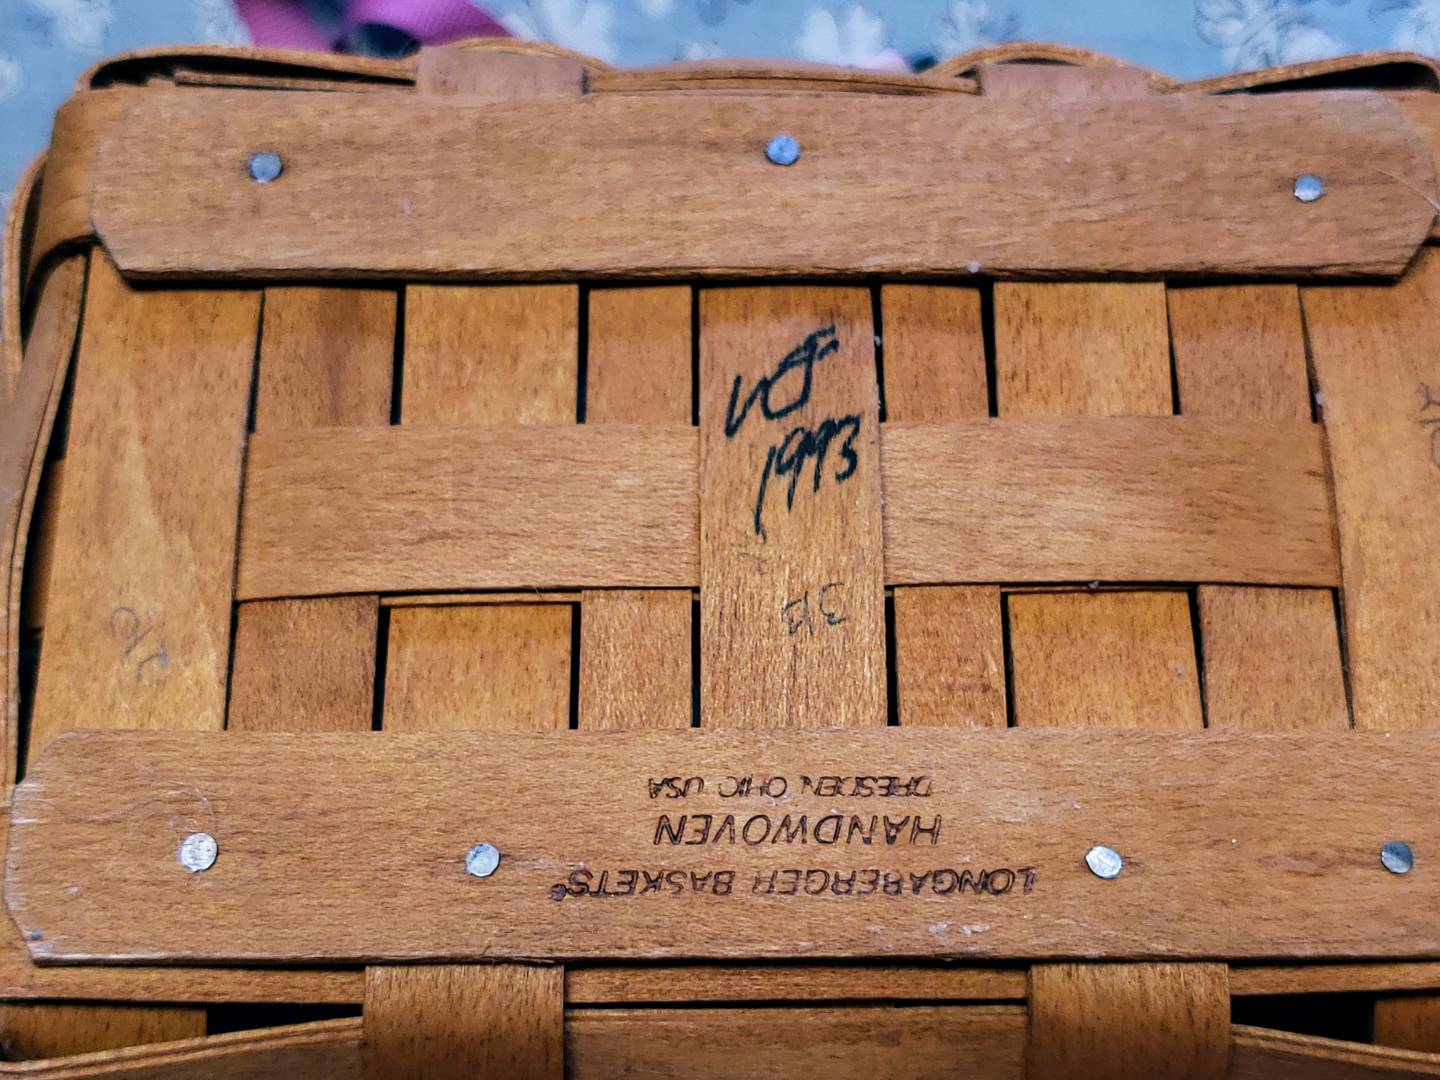 1993
LONGABERGER BASKETS®
HANDWOVEN
DRESDEN, OHIO USA